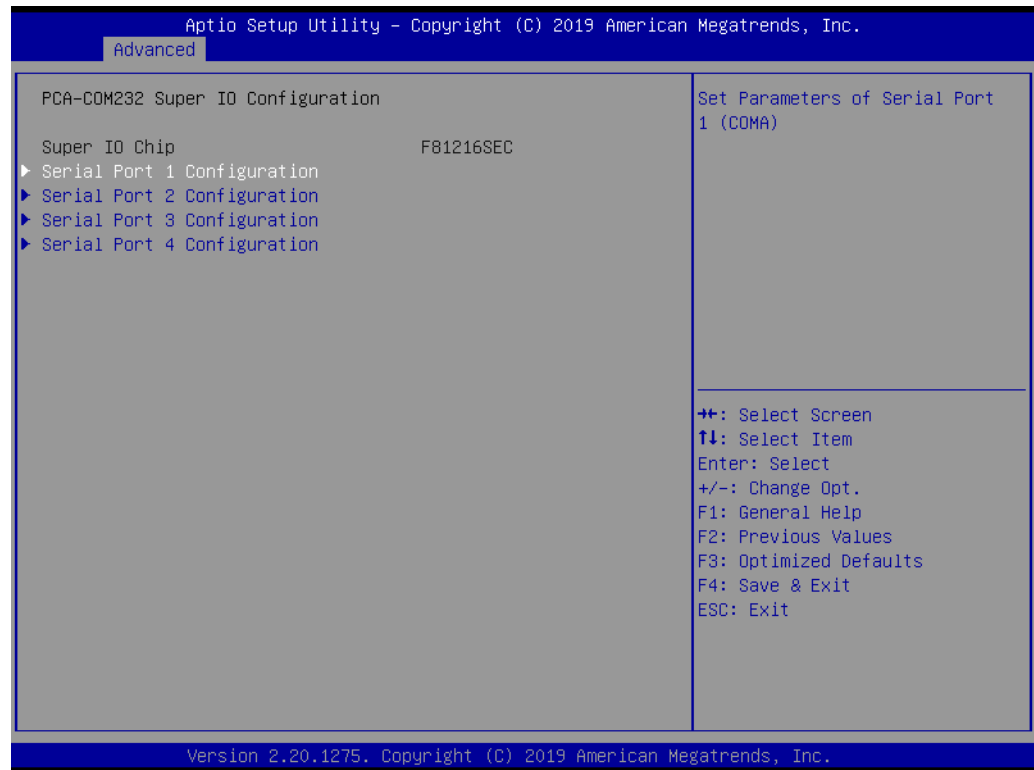 Aptio Setup Utility – Copyright (C) 2019 American Megatrends, Inc.
Advanced
PCA-COM232 Super IO Configuration
Super IO Chip F81216SEC
▶ Serial Port 1 Configuration
▶ Serial Port 2 Configuration
▶ Serial Port 3 Configuration
▶ Serial Port 4 Configuration
Set Parameters of Serial Port
1 (COMA)
→←: Select Screen
↑↓: Select Item
Enter: Select
+/-: Change Opt.
F1: General Help
F2: Previous Values
F3: Optimized Defaults
F4: Save & Exit
ESC: Exit
Version 2.20.1275. Copyright (C) 2019 American Megatrends, Inc.